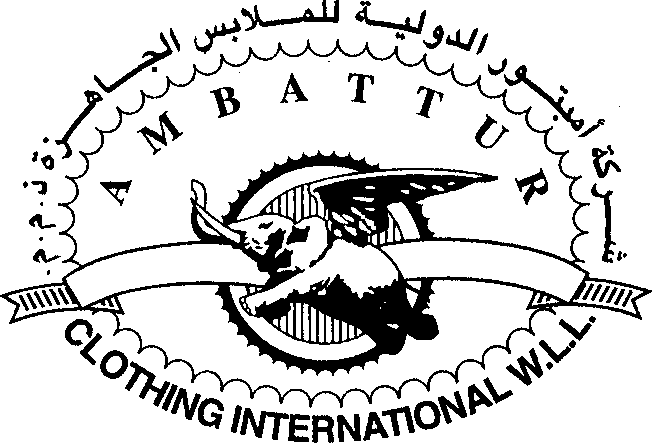 شركة أمبتور الدولية للملابس الجاهزة ذ.م.م.
AMBATTUR
CLOTHING INTERNATIONAL W.L.L.